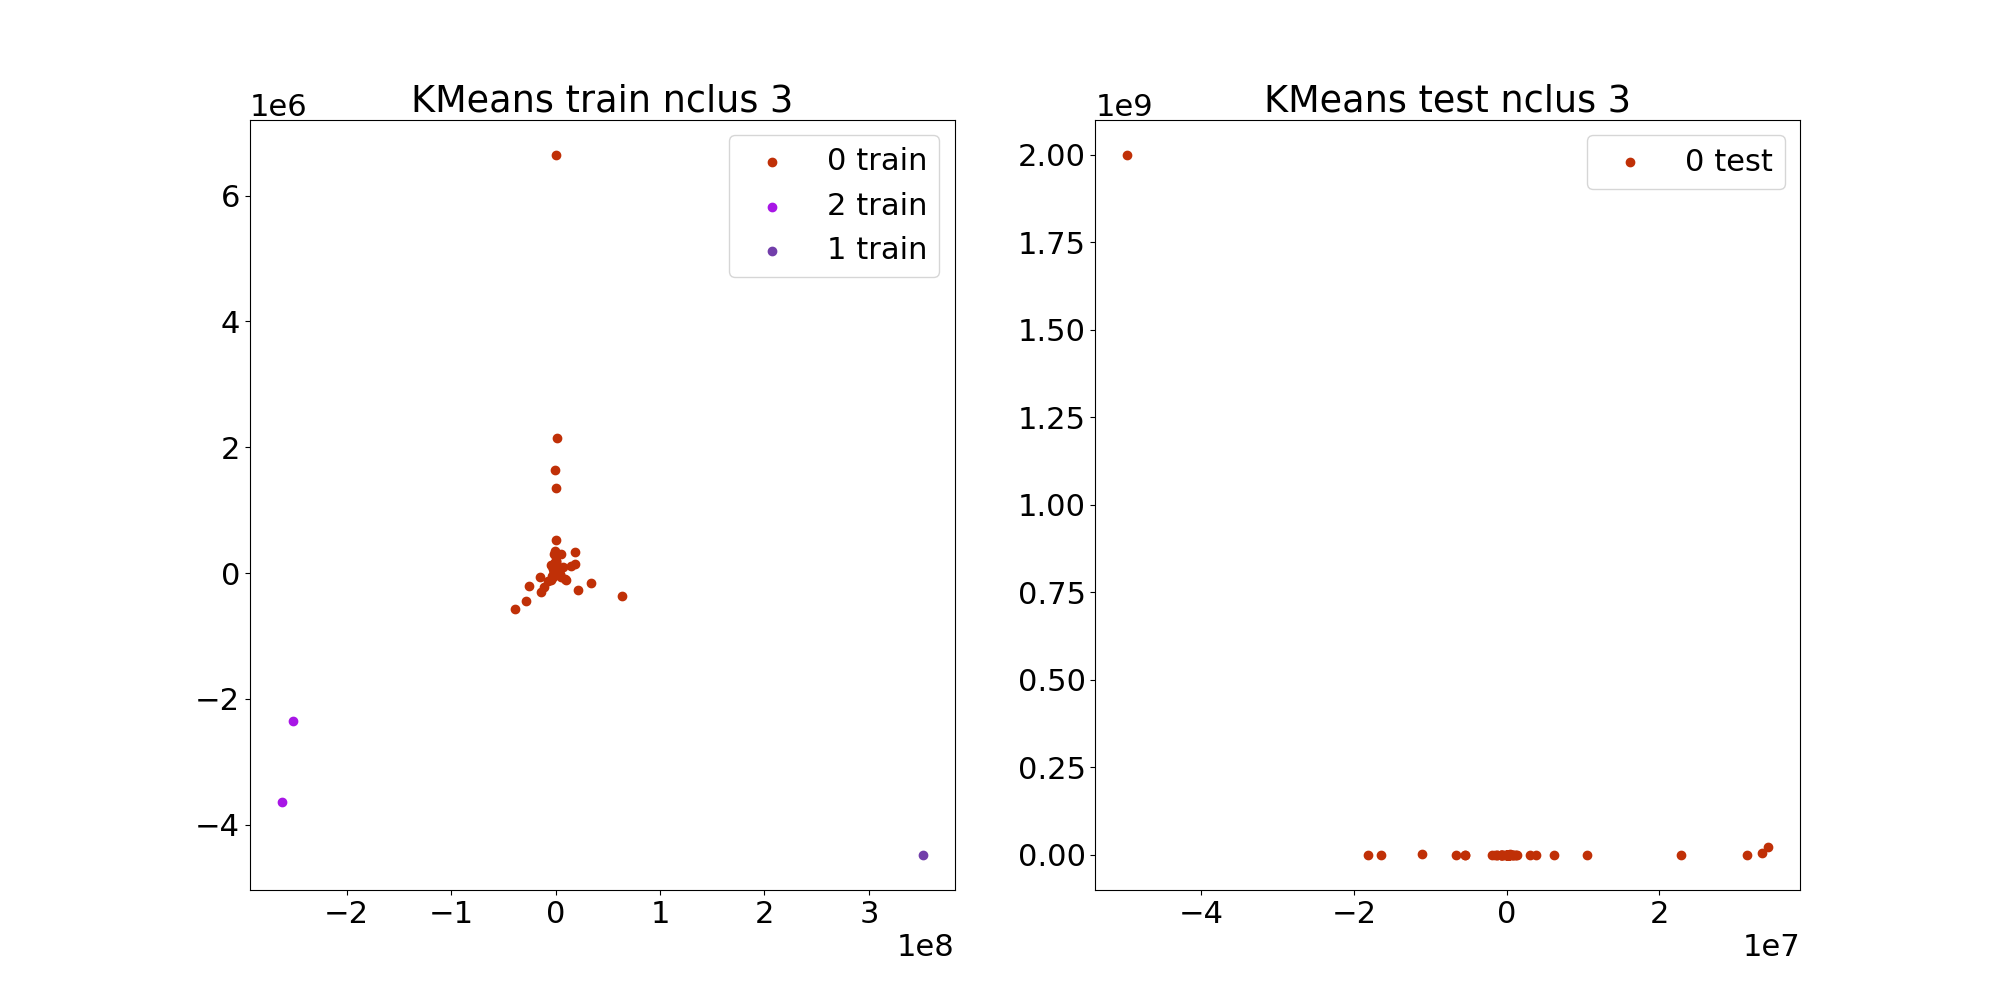 KMeans train nclus 3
1e6
0 train
2 train
1 train
6
4
2
0
−2
−4
−2 −1 0 1 2 3
1e8
KMeans test nclus 3
1e9
0 test
2.00
1.75
1.50
1.25
1.00
0.75
0.50
0.25
0.00
−4 −2 0 2
1e7